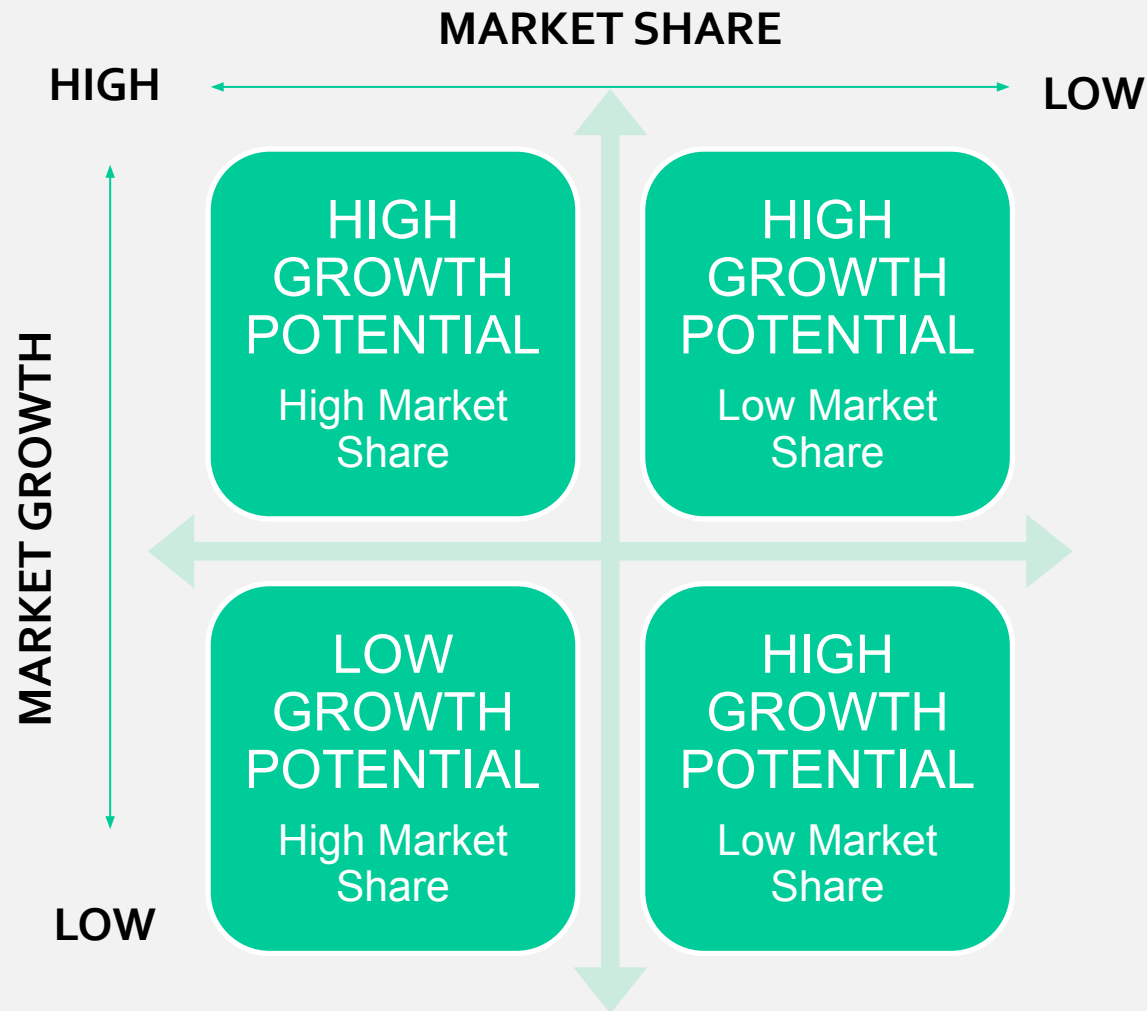 MARKET SHARE
HIGH
LOW
HIGH
GROWTH
POTENTIAL
High Market
Share
HIGH
GROWTH
POTENTIAL
Low Market
Share
MARKET GROWTH
LOW
GROWTH
POTENTIAL
High Market
Share
HIGH
GROWTH
POTENTIAL
Low Market
Share
LOW